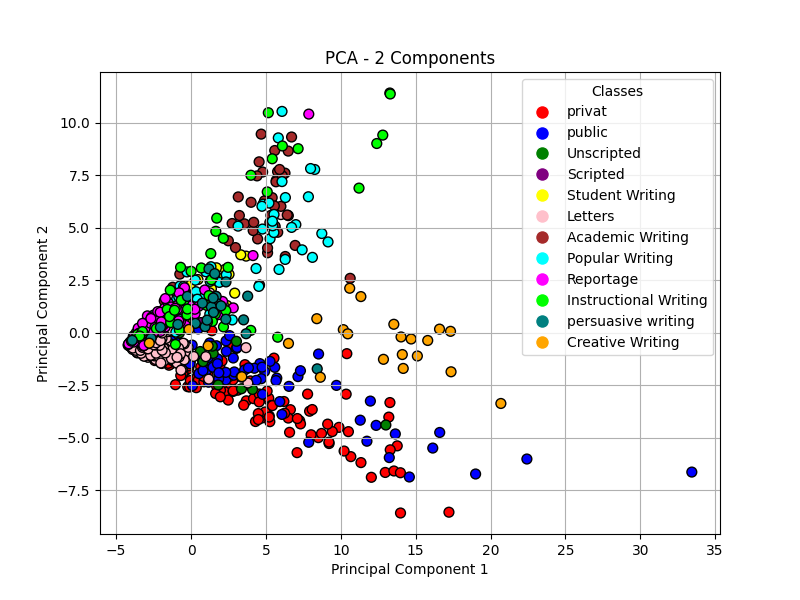 PCA - 2 Components
Principal Component 2
10.0
7.5
5.0
2.5
0.0
−2.5
−5.0
−7.5
Classes
privat
public
Unscripted
Scripted
Student Writing
Letters
Academic Writing
Popular Writing
Reportage
Instructional Writing
persuasive writing
Creative Writing
−5 0 5 10 15 20 25 30 35
Principal Component 1